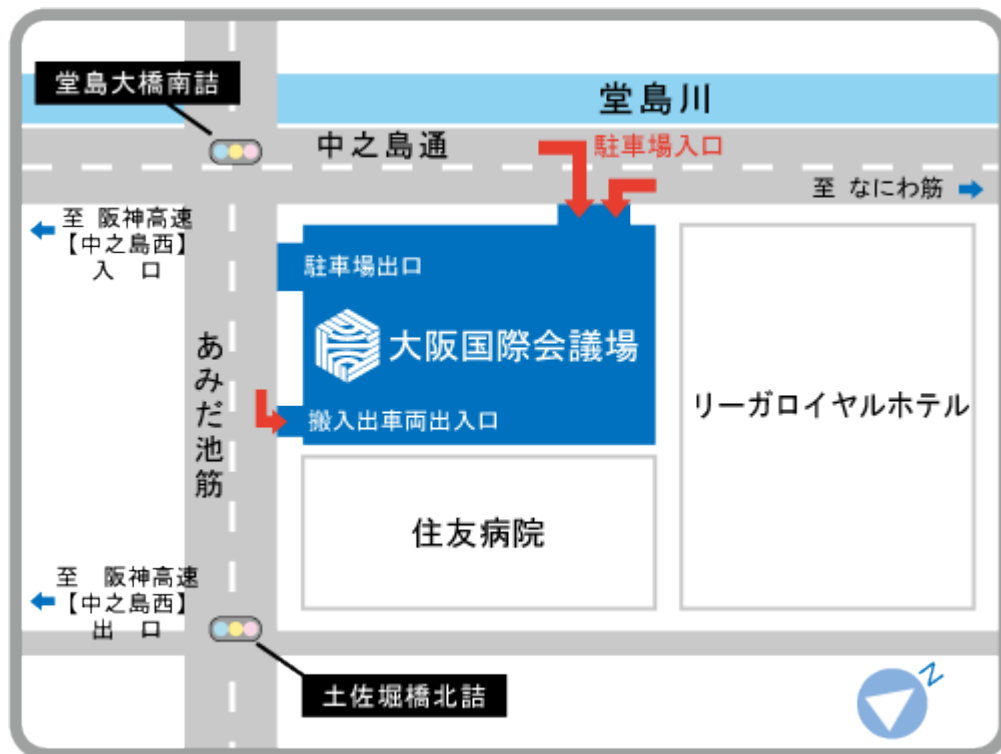 堂島大橋南詰
堂島川
中之島通
駐車場入口
至 なにわ筋
至 阪神高速
【中之島西】
入 口
駐車場出口
大阪国際会議場
搬入出車両出入口
あみだ池筋
リーガロイヤルホテル
住友病院
至 阪神高速
【中之島西】
出 口
土佐堀橋北詰
N